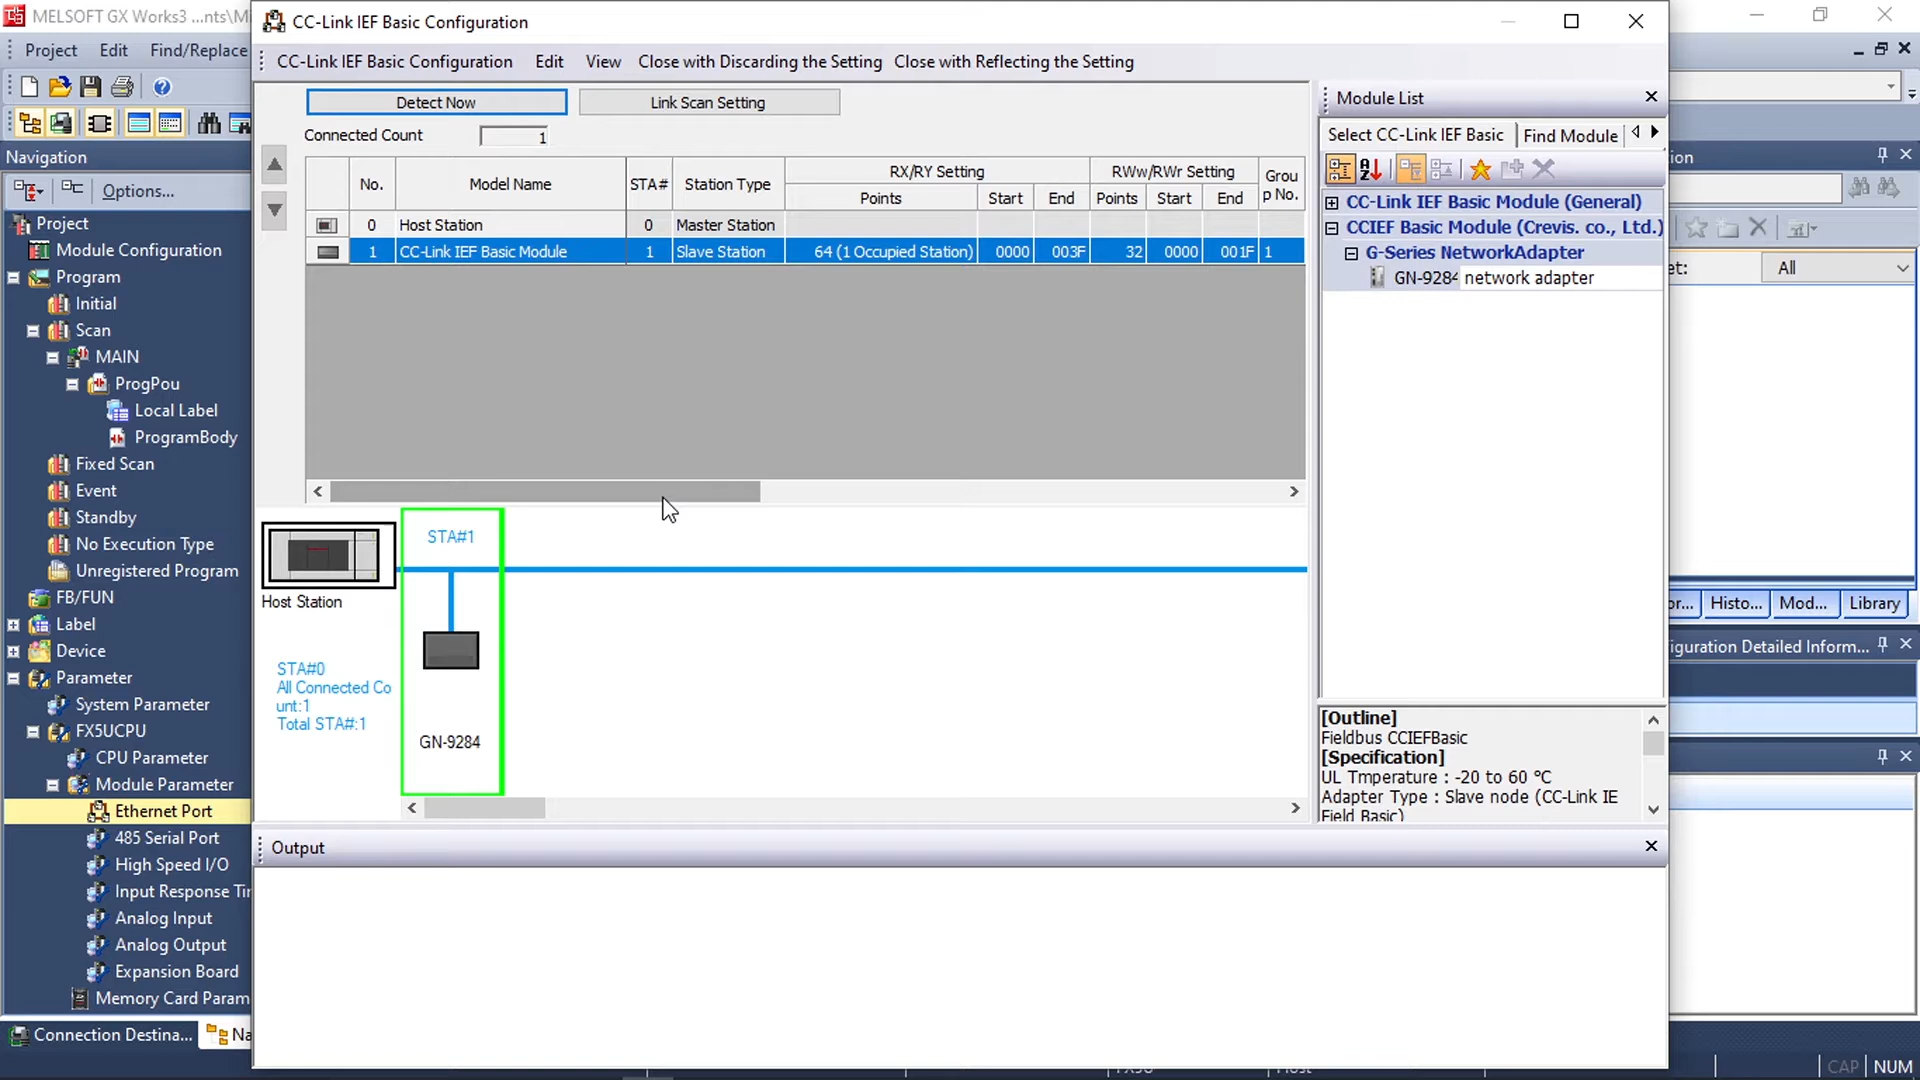 MELSOFT GX Works3 ...nts\Mi
Project Edit Find/Replace
Navigation
Options...
Project
Module Configuration
Program
Initial
Scan
MAIN
ProgPou
Local Label
ProgramBody
Fixed Scan
Event
Standby
No Execution Type
Unregistered Program
FB/FUN
Label
Device
Parameter
System Parameter
FX5UCPU
CPU Parameter
Module Parameter
Ethernet Port
485 Serial Port
High Speed I/O
Input Response Tir
Analog Input
Analog Output
Expansion Board
Memory Card Param
Connection Destina... Na
CC-Link IEF Basic Configuration
CC-Link IEF Basic Configuration Edit View Close with Discarding the Setting Close with Reflecting the Setting
Detect Now Link Scan Setting
Connected Count 1
No. Model Name STA# Station Type RX/RY Setting RWw/RWr Setting Grou
p No.
Points Start End Points Start End
0 Host Station 0 Master Station
1 CC-Link IEF Basic Module 1 Slave Station 64 (1 Occupied Station) 0000 003F 32 0000 001F 1
STA#1
Host Station
STA#0
All Connected Co
unt:1
Total STA#:1
GN-9284
Output
Module List
Select CC-Link IEF Basic Find Module
CC-Link IEF Basic Module (General)
CCIEF Basic Module (Crevis. co., Ltd.)
G-Series NetworkAdapter
GN-9284 network adapter
[Outline]
Fieldbus CCIEFBasic
[Specification]
UL Tmperature : -20 to 60 ℃
Adapter Type : Slave node (CC-Link IE
Field Basic)
ion
et: All
or... Histo... Mod... Library
iguration Detailed Inform...
FX5U Host
CAP NUM